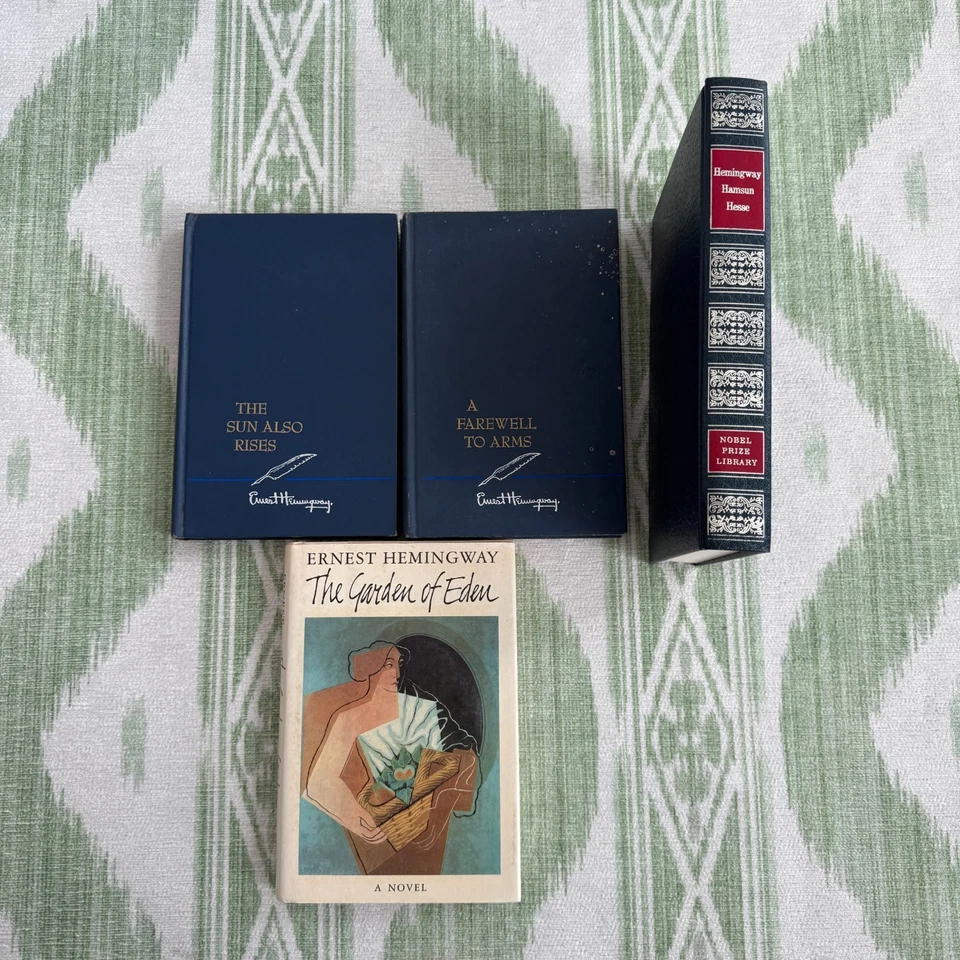 THE
SUN ALSO
RISES
Ernest Hemingway.
A
FAREWELL
TO ARMS
Ernest Hemingway.
Hemingway
Hamsun
Hesse
NOBEL
PRIZE
LIBRARY
ERNEST HEMINGWAY
The Garden of Eden
A NOVEL